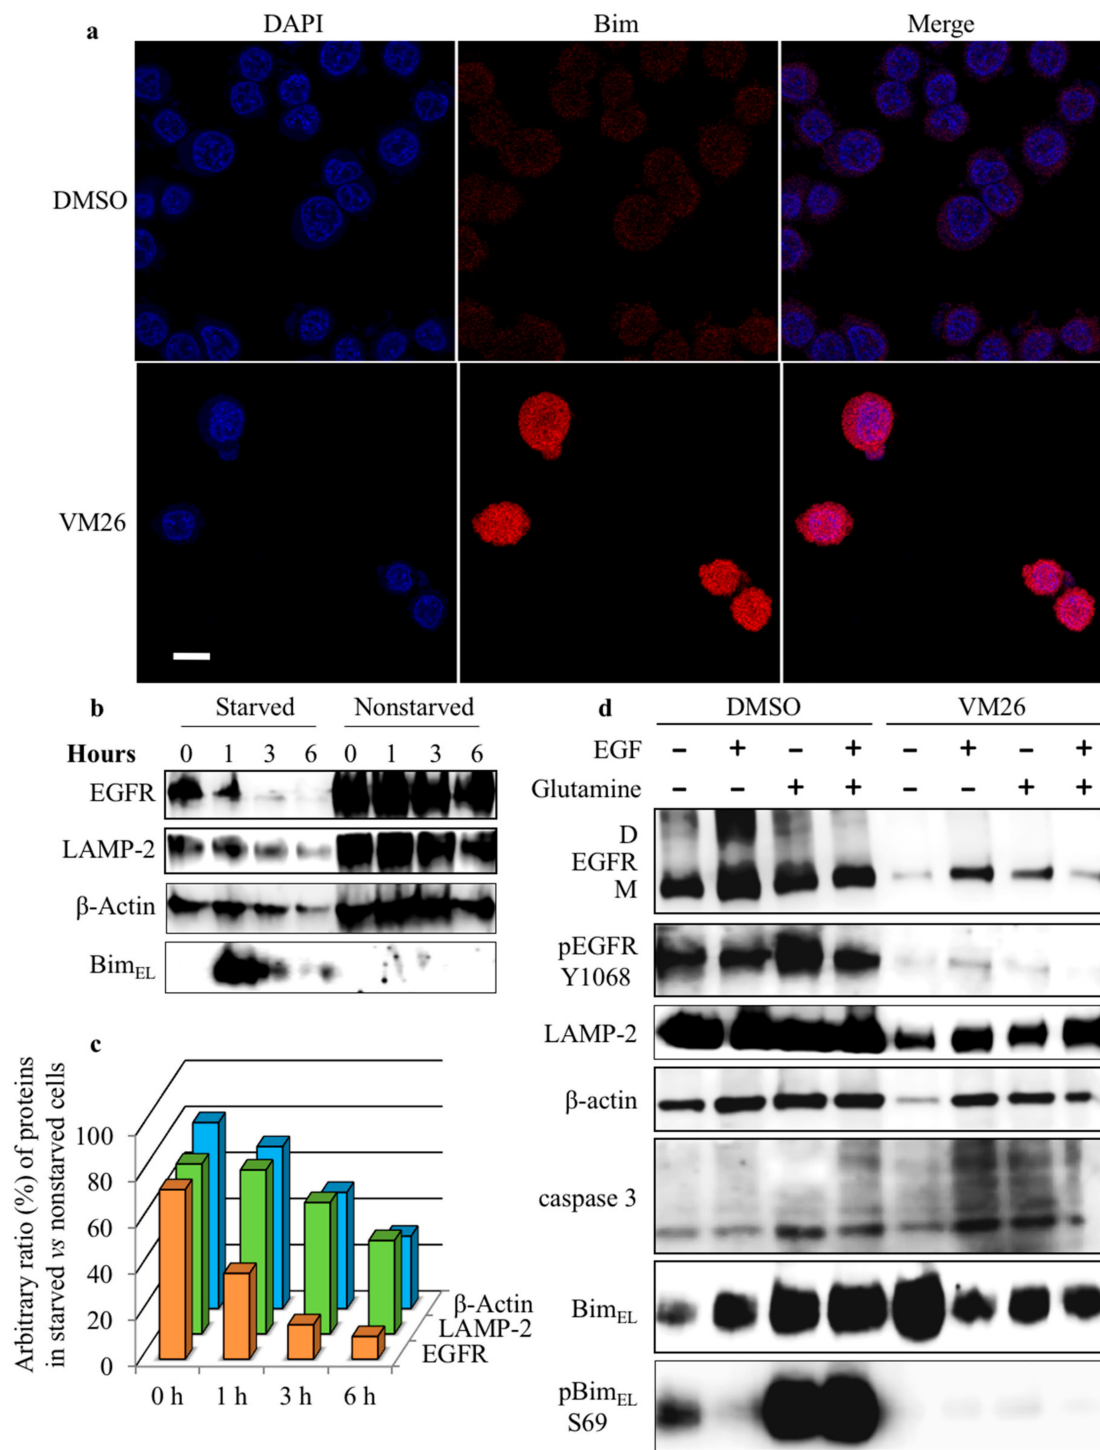 a
DAPI Bim Merge
DMSO
VM26
b
Starved Nonstarved
Hours 0 1 3 6 0 1 3 6
EGFR
LAMP-2
β-Actin
BimEL
c
Arbitrary ratio (%) of proteins
in starved vs nonstarved cells
100
80
60
40
20
0
0 h 1 h 3 h 6 h
β-Actin
LAMP-2
EGFR
d
DMSO VM26
EGF − + − + − + − +
Glutamine − − + + − − + +
D
EGFR
M
pEGFR
Y1068
LAMP-2
β-actin
caspase 3
BimEL
pBimEL
S69